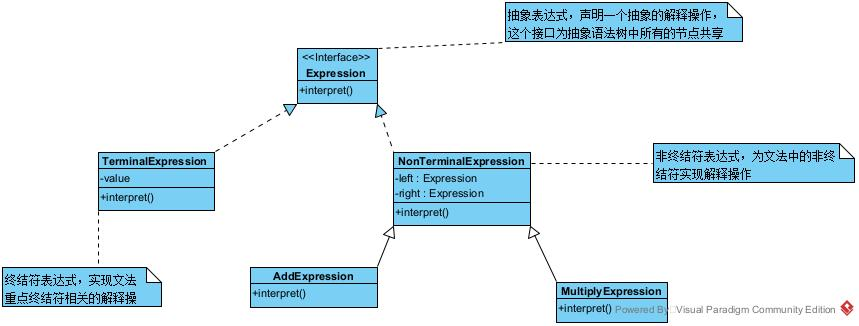 抽象表达式，声明一个抽象的解释操作，
这个接口为抽象语法树中所有的节点共享
<<Interface>>
Expression
+interpret()
TerminalExpression
-value
+interpret()
NonTerminalExpression
-left : Expression
-right : Expression
+interpret()
非终结符表达式，为文法中的非终
结符实现解释操作
终结符表达式，实现文法
重点终结符相关的解释操
AddExpression
+interpret()
MultiplyExpression
+interpret()
Powered By Visual Paradigm Community Edition